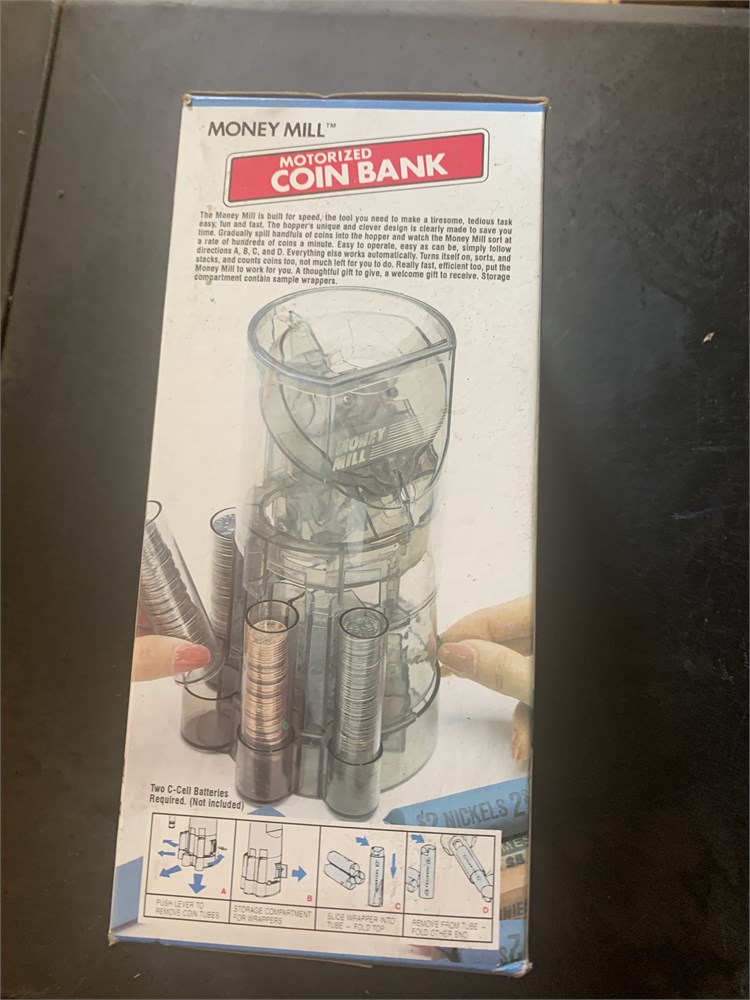 MONEY MILL™
MOTORIZED
COIN BANK
The Money Mill is built for speed, the tool you need to make a tiresome, tedious task
easy, fun and fast. The hopper's unique and clever design is clearly made to save you
time. Gradually spill handfuls of coins into the hopper and watch the Money Mill sort at
a rate of hundreds of coins a minute. Easy to operate, easy as can be, simply follow
directions A, B, C, and D. Everything else works automatically. Turns itself on, sorts, and
stacks, and counts coins too, not much left for you to do. Really fast, efficient too, put the
Money Mill to work for you. A thoughtful gift to give, a welcome gift to receive. Storage
compartment contain sample wrappers.
MONEY
MILL
Two C-Cell Batteries
Required. (Not included)
$2 NICKELS
A
B
C
D
PUSH LEVER TO
REMOVE COIN TUBES
STORAGE COMPARTMENT
FOR WRAPPERS
SLIDE WRAPPER INTO
TUBE – FOLD TOP
REMOVE FROM TUBE –
FOLD OTHER END